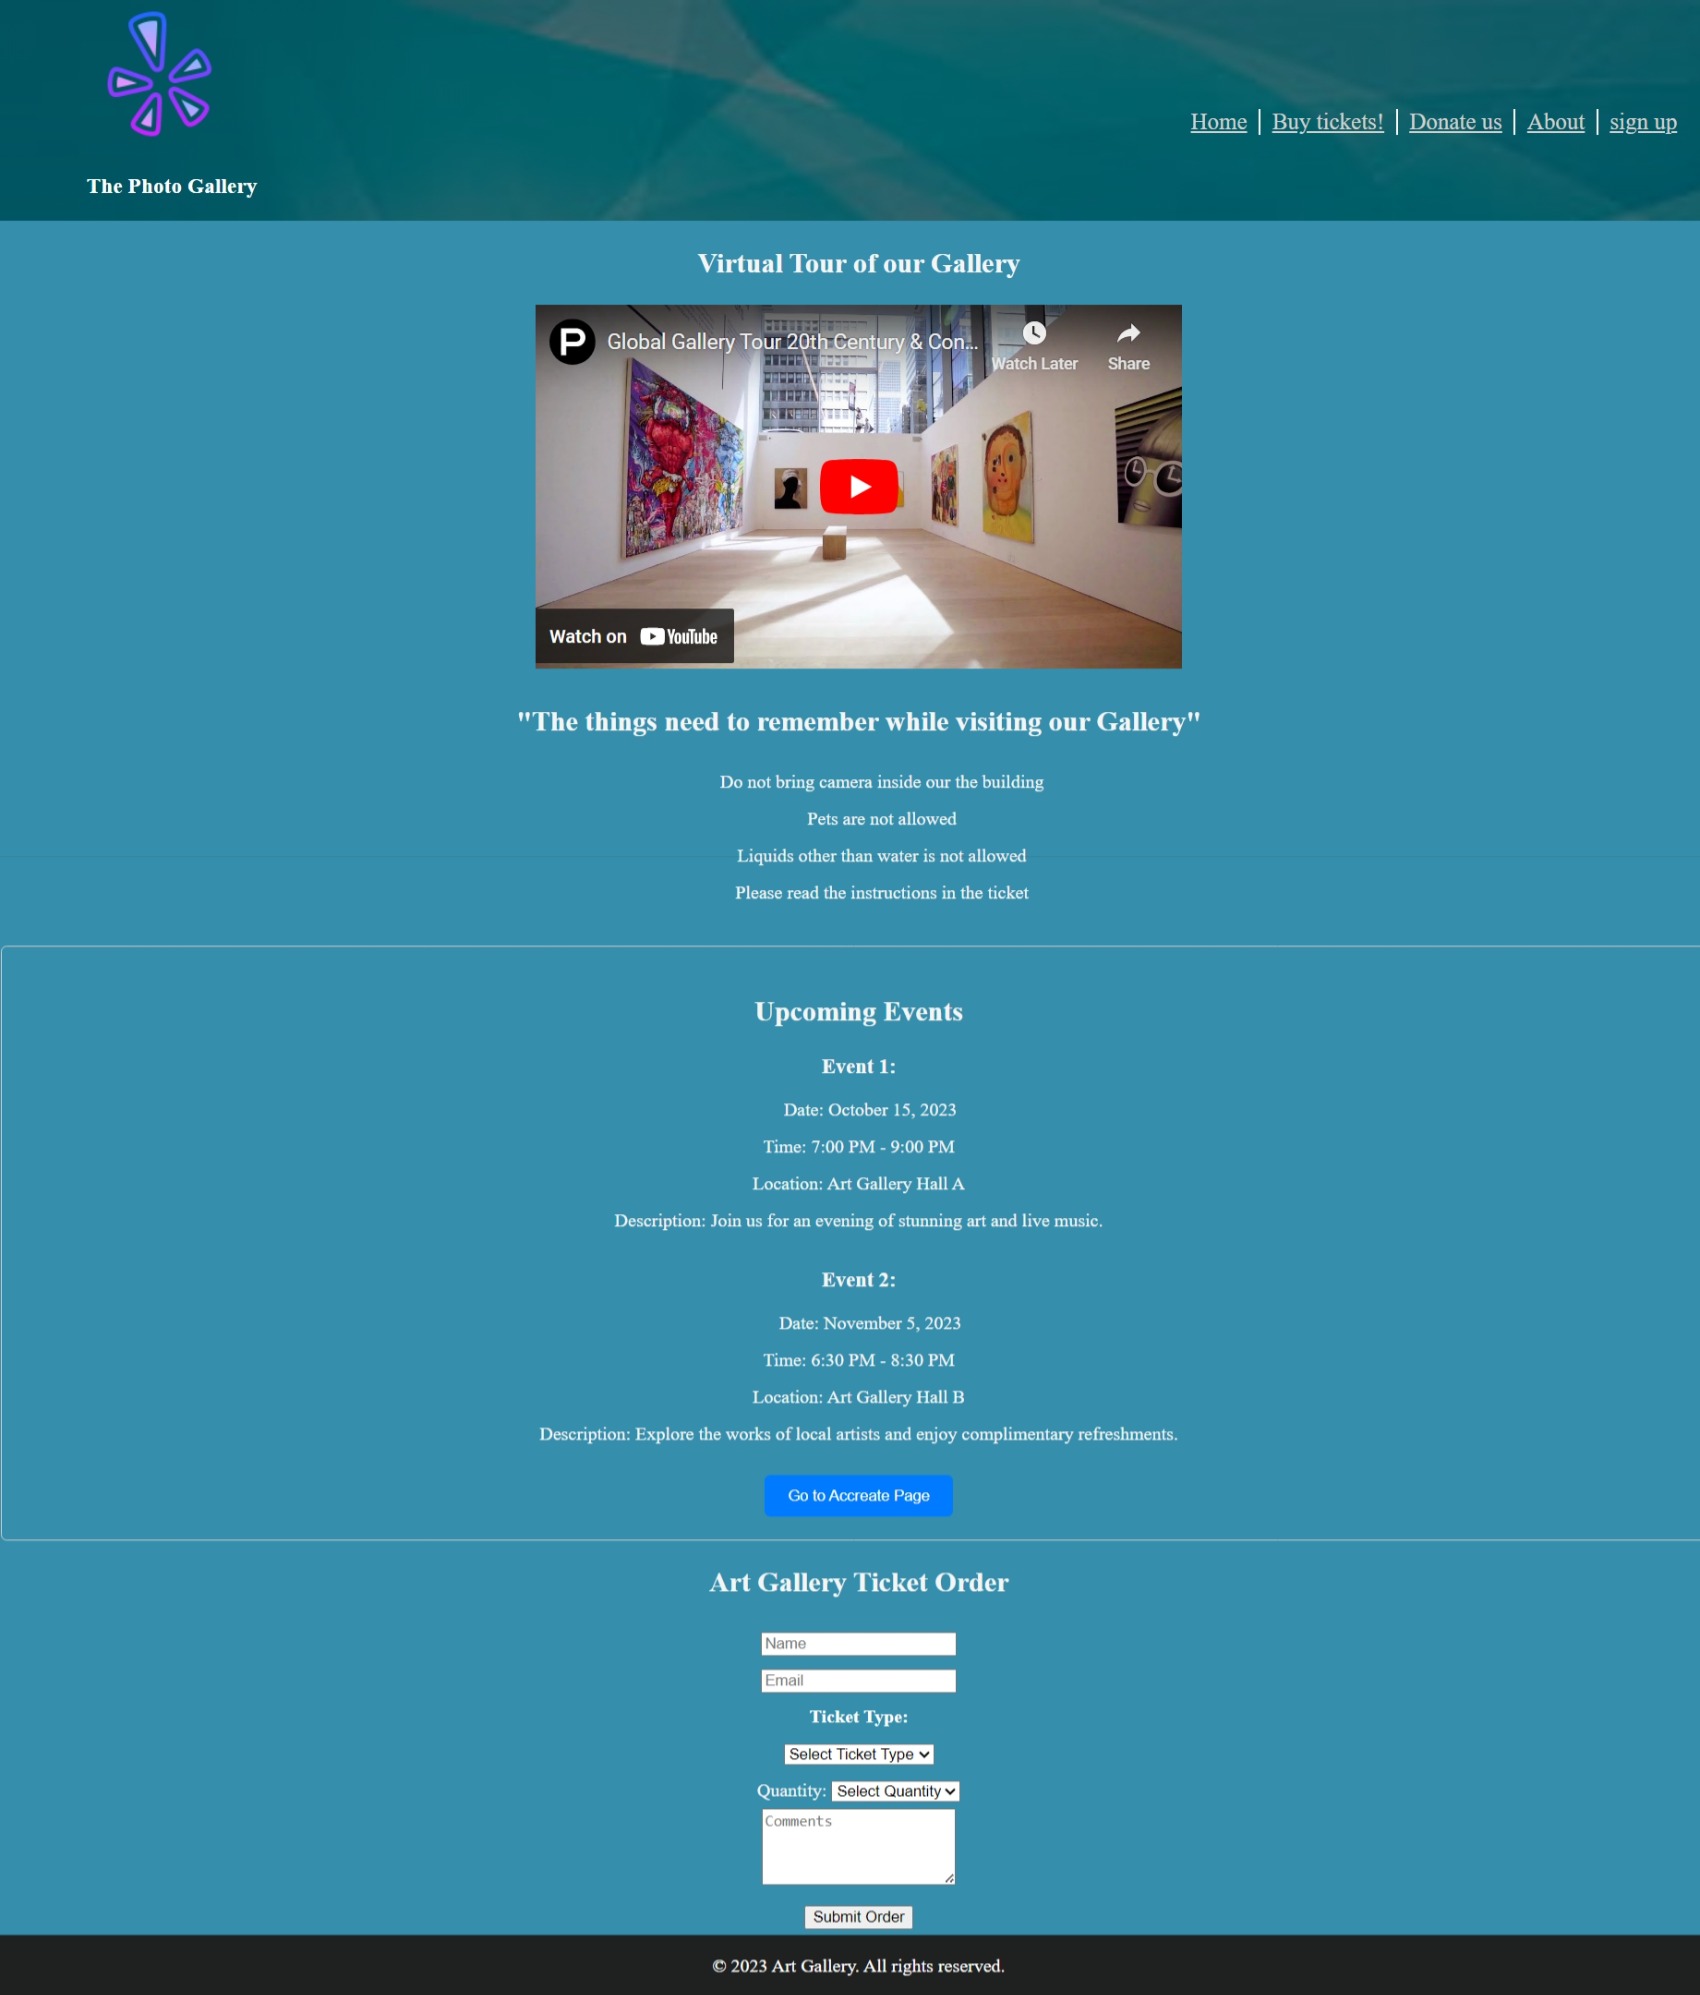 The Photo Gallery
Home | Buy tickets! | Donate us | About | sign up
Virtual Tour of our Gallery
Global Gallery Tour 20th Century & Con...
Watch Later
Share
Watch on YouTube
"The things need to remember while visiting our Gallery"
Do not bring camera inside our the building
Pets are not allowed
Liquids other than water is not allowed
Please read the instructions in the ticket
Upcoming Events
Event 1:
Date: October 15, 2023
Time: 7:00 PM - 9:00 PM
Location: Art Gallery Hall A
Description: Join us for an evening of stunning art and live music.
Event 2:
Date: November 5, 2023
Time: 6:30 PM - 8:30 PM
Location: Art Gallery Hall B
Description: Explore the works of local artists and enjoy complimentary refreshments.
Go to Accreate Page
Art Gallery Ticket Order
Name
Email
Ticket Type:
Select Ticket Type
Quantity: Select Quantity
Comments
Submit Order
© 2023 Art Gallery. All rights reserved.